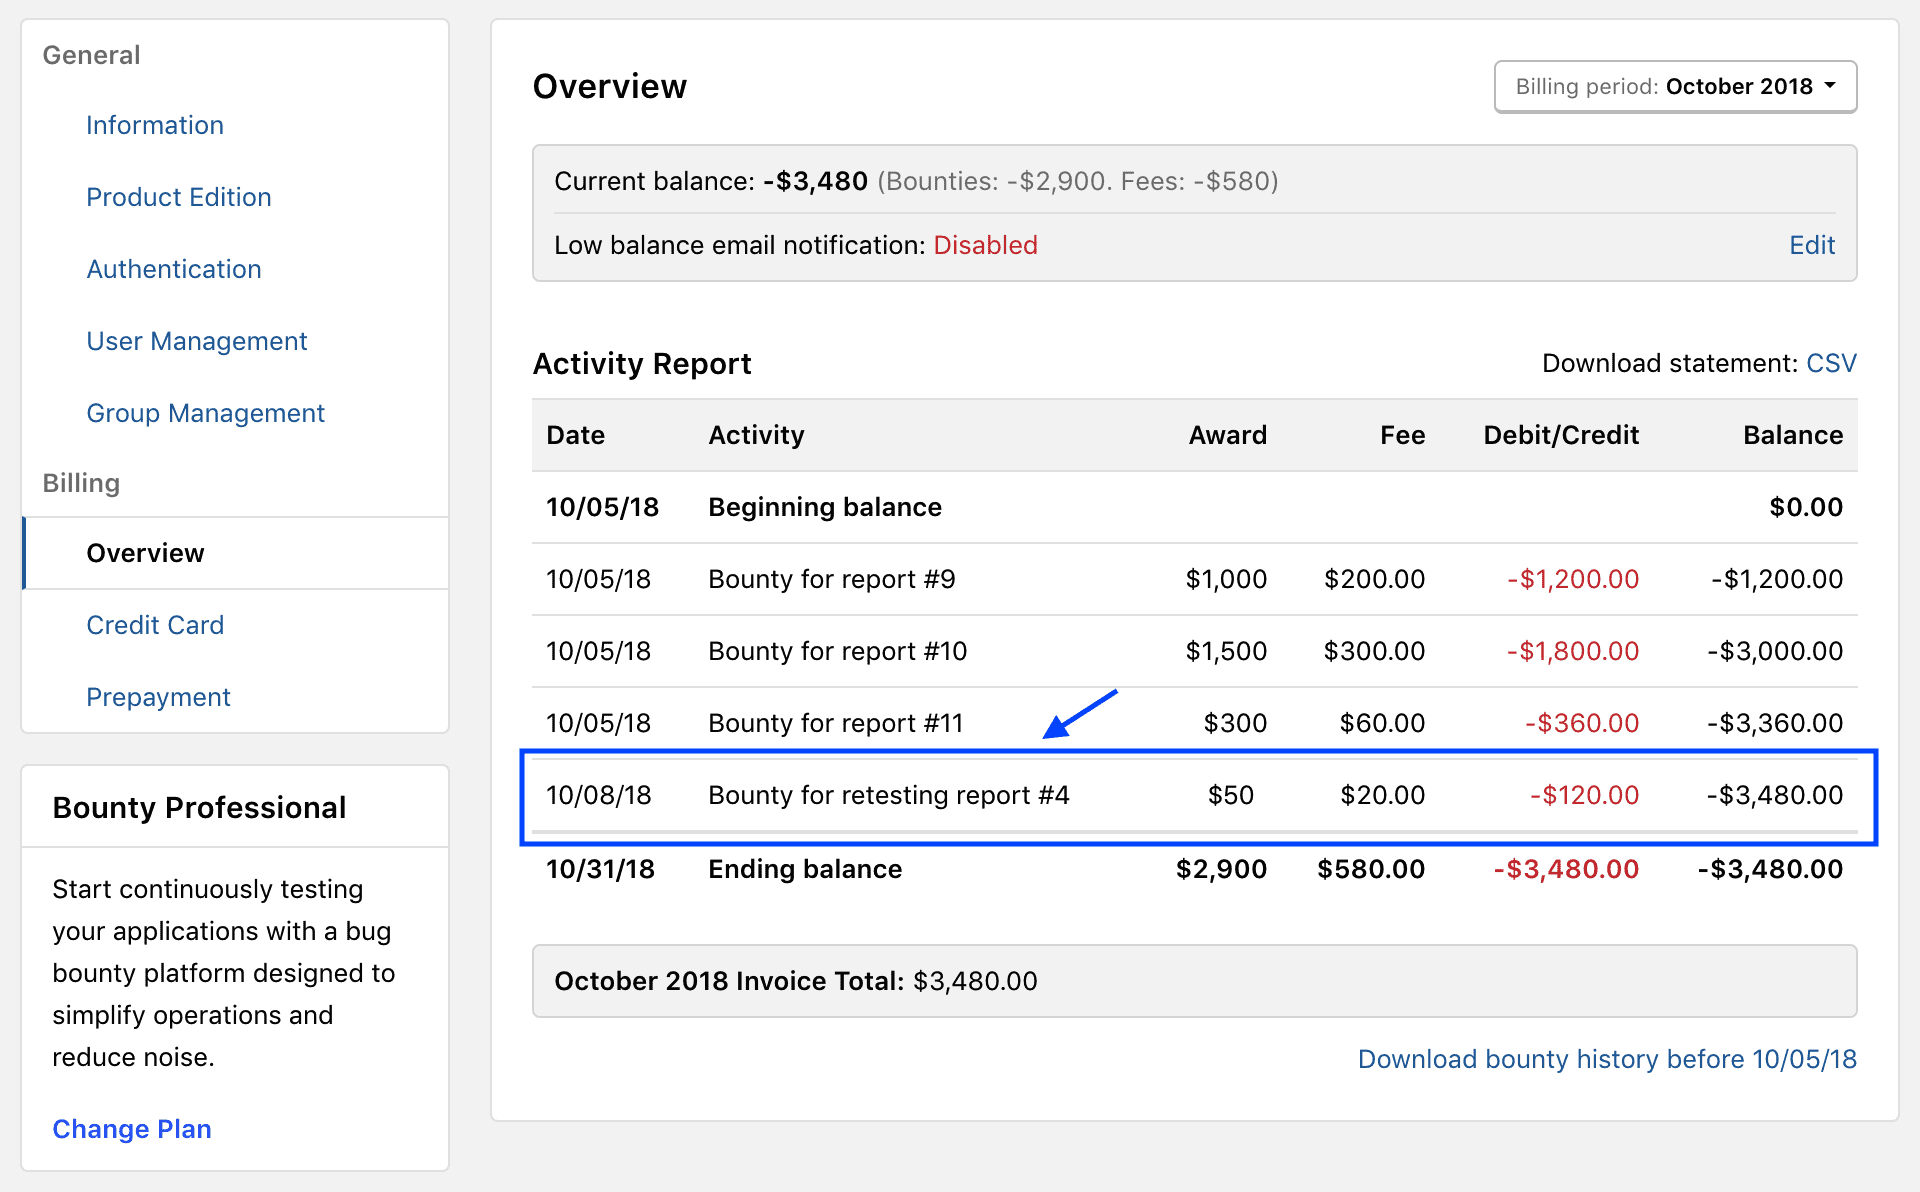 General
Information
Product Edition
Authentication
User Management
Group Management
Billing
Overview
Credit Card
Prepayment
Bounty Professional
Start continuously testing
your applications with a bug
bounty platform designed to
simplify operations and
reduce noise.
Change Plan
Overview
Billing period: October 2018
Current balance: -$3,480 (Bounties: -$2,900. Fees: -$580)
Low balance email notification: Disabled Edit
Activity Report Download statement: CSV
Date Activity Award Fee Debit/Credit Balance
10/05/18 Beginning balance $0.00
10/05/18 Bounty for report #9 $1,000 $200.00 -$1,200.00 -$1,200.00
10/05/18 Bounty for report #10 $1,500 $300.00 -$1,800.00 -$3,000.00
10/05/18 Bounty for report #11 $300 $60.00 -$360.00 -$3,360.00
10/08/18 Bounty for retesting report #4 $50 $20.00 -$120.00 -$3,480.00
10/31/18 Ending balance $2,900 $580.00 -$3,480.00 -$3,480.00
October 2018 Invoice Total: $3,480.00
Download bounty history before 10/05/18